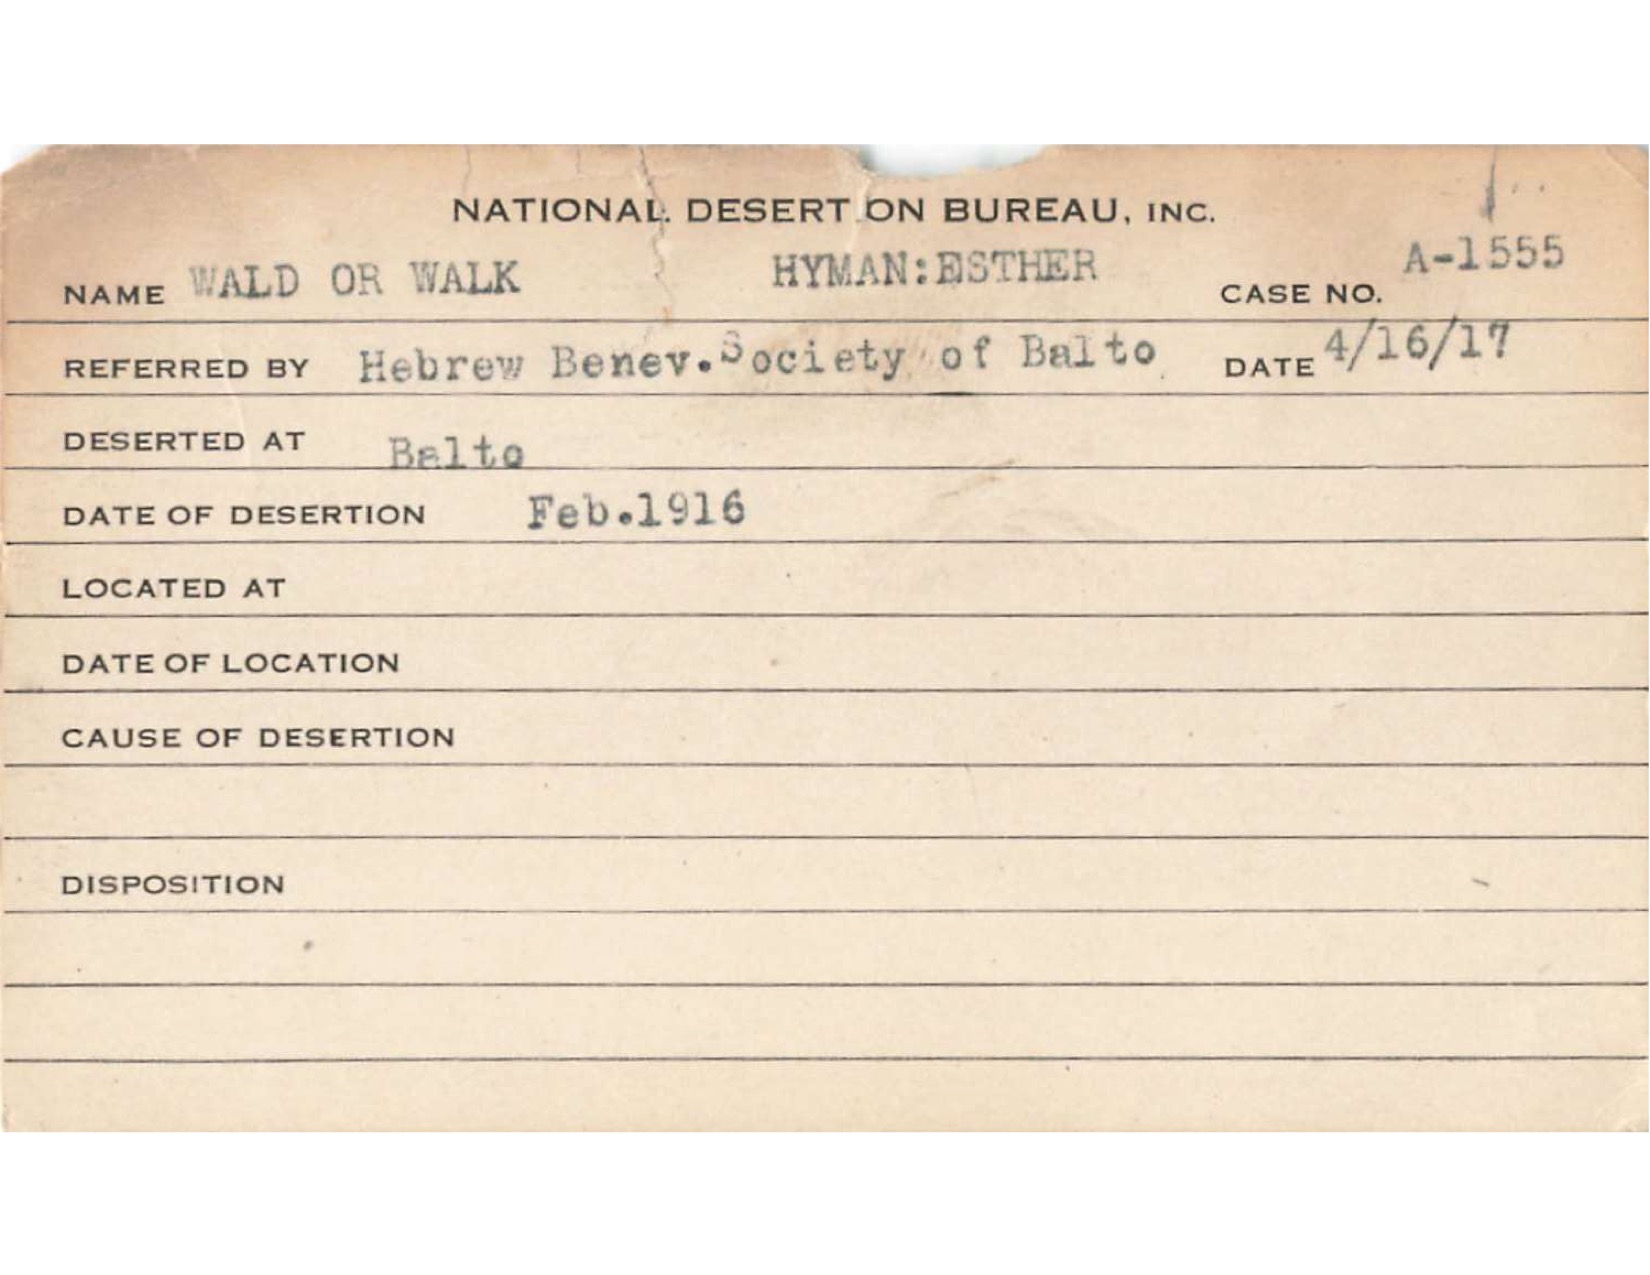 NATIONAL DESERTION BUREAU, INC.
NAME WALD OR WALK HYMAN:ESTHER CASE NO. A-1555
REFERRED BY Hebrew Benev.Society of Balto DATE 4/16/17
DESERTED AT Balto
DATE OF DESERTION Feb.1916
LOCATED AT
DATE OF LOCATION
CAUSE OF DESERTION
DISPOSITION